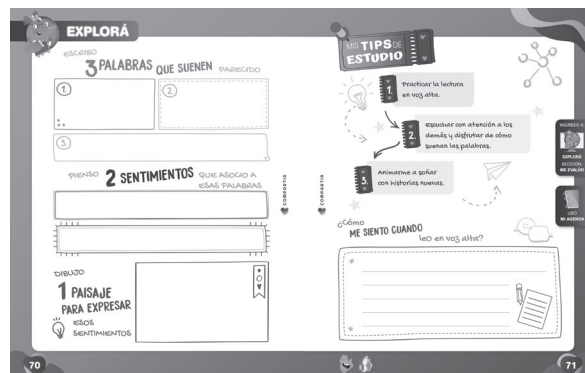 EXPLORÁ
ESCRIBO
3 PALABRAS QUE SUENEN PARECIDO
1.
2.
3.
PIENSO 2 SENTIMIENTOS QUE ASOCIO A
ESAS PALABRAS
DIBUJO
1 PAISAJE
PARA EXPRESAR
ESOS
SENTIMIENTOS
COMPARTIR
70
MIS TIPS DE
ESTUDIO
1.
Practicar la lectura
en voz alta.
2.
Escuchar con atención a los
demás y disfrutar de cómo
suenan las palabras.
3.
Animarme a soñar
con historias nuevas.
COMPARTIR
¿Cómo
ME SIENTO CUANDO
leo en voz alta?
INGRESO A
EXPLORÁ
SECCIÓN
ME EVALÚO
USO
MI AGENDA
71